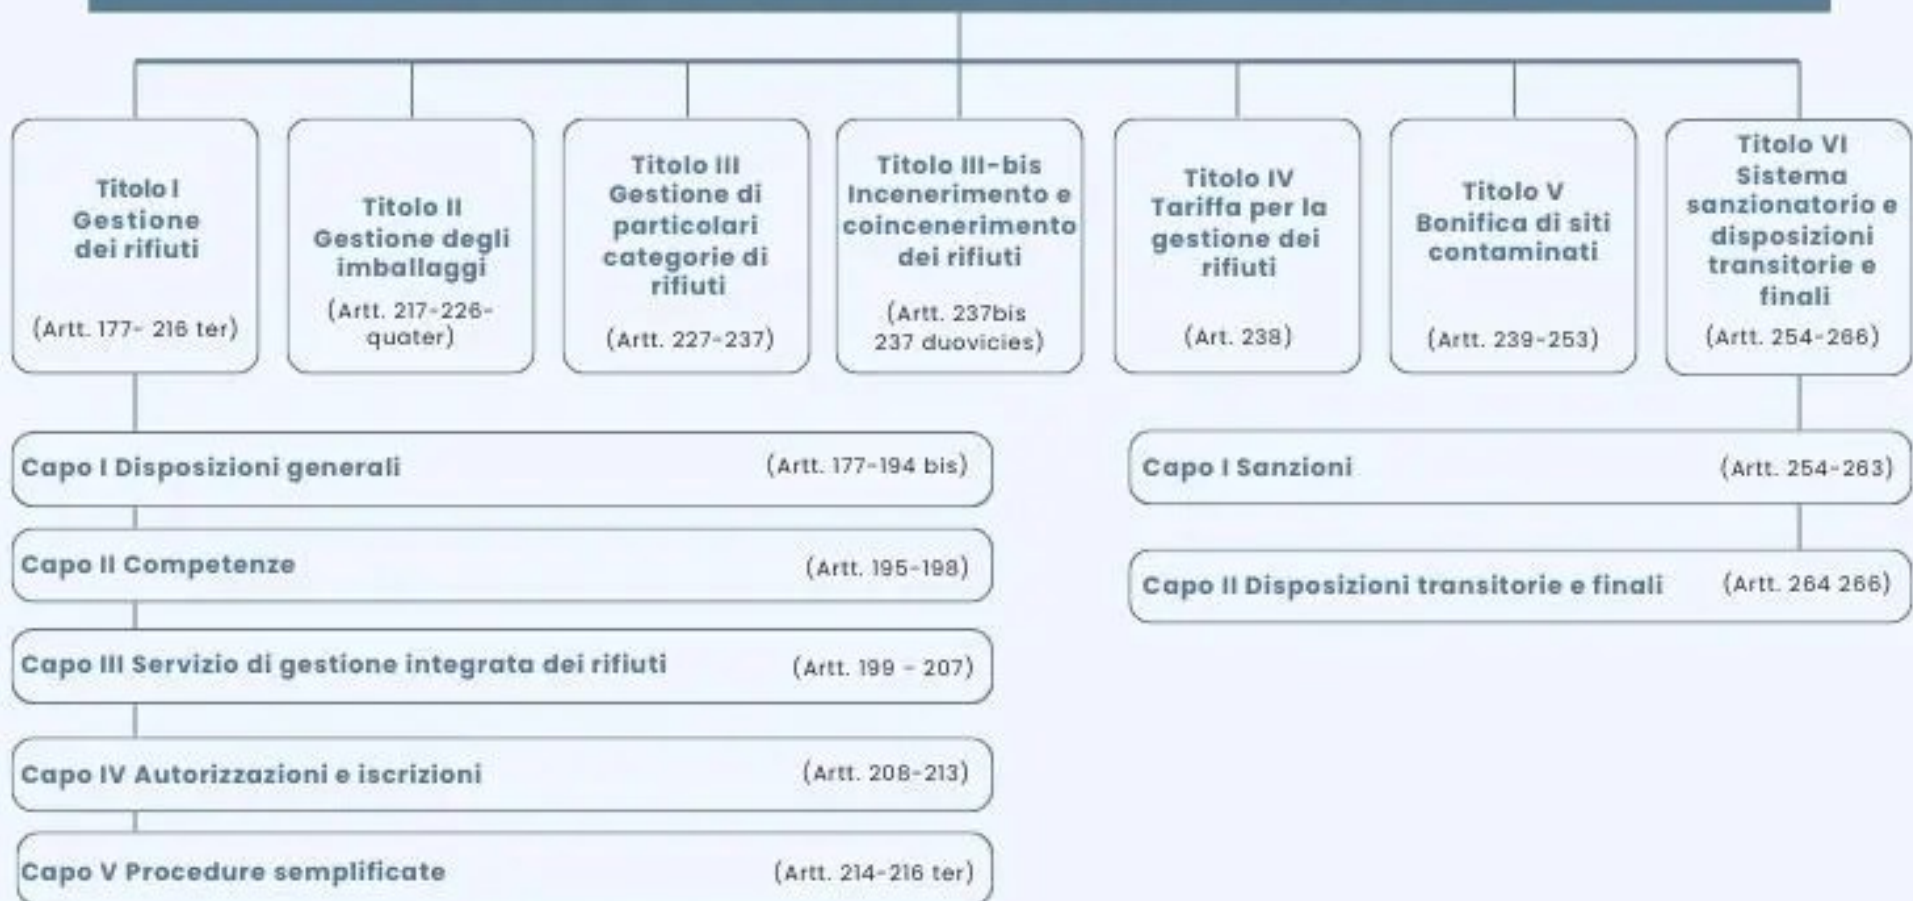 Titolo I
Gestione
dei rifiuti
(Artt. 177- 216 ter)
Titolo II
Gestione degli
imballaggi
(Artt. 217-226-
quater)
Titolo III
Gestione di
particolari
categorie di
rifiuti
(Artt. 227-237)
Titolo III-bis
Incenerimento e
coincenerimento
dei rifiuti
(Artt. 237bis
237 duovicies)
Titolo IV
Tariffa per la
gestione dei
rifiuti
(Art. 238)
Titolo V
Bonifica di siti
contaminati
(Artt. 239-253)
Titolo VI
Sistema
sanzionatorio e
disposizioni
transitorie e
finali
(Artt. 254-266)
Capo I Disposizioni generali (Artt. 177-194 bis)
Capo II Competenze (Artt. 195-198)
Capo III Servizio di gestione integrata dei rifiuti (Artt. 199 - 207)
Capo IV Autorizzazioni e iscrizioni (Artt. 208-213)
Capo V Procedure semplificate (Artt. 214-216 ter)
Capo I Sanzioni (Artt. 254-263)
Capo II Disposizioni transitorie e finali (Artt. 264 266)